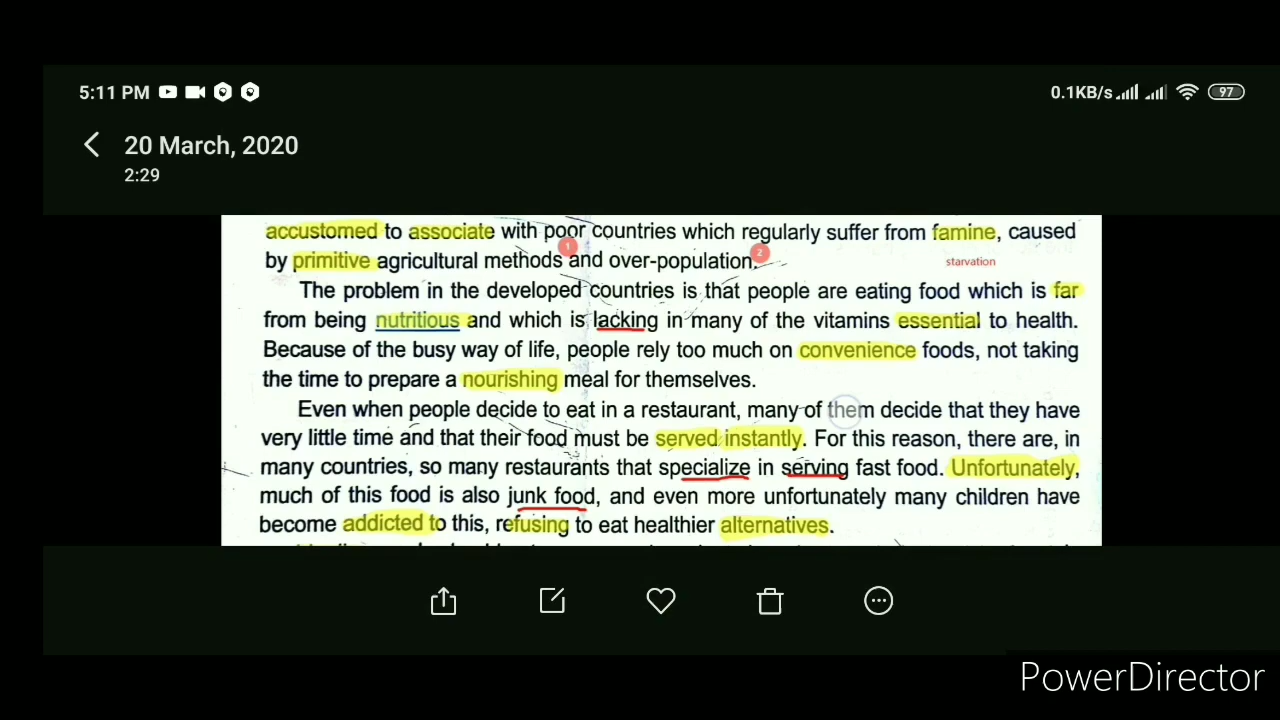 5:11 PM 0.1KB/s 97
20 March, 2020
2:29
accustomed to associate with poor countries which regularly suffer from famine, caused
1
by primitive agricultural methods and over-population.
2
starvation
The problem in the developed countries is that people are eating food which is far
from being nutritious and which is lacking in many of the vitamins essential to health.
Because of the busy way of life, people rely too much on convenience foods, not taking
the time to prepare a nourishing meal for themselves.
Even when people decide to eat in a restaurant, many of them decide that they have
very little time and that their food must be served instantly. For this reason, there are, in
many countries, so many restaurants that specialize in serving fast food. Unfortunately,
much of this food is also junk food, and even more unfortunately many children have
become addicted to this, refusing to eat healthier alternatives.
PowerDirector